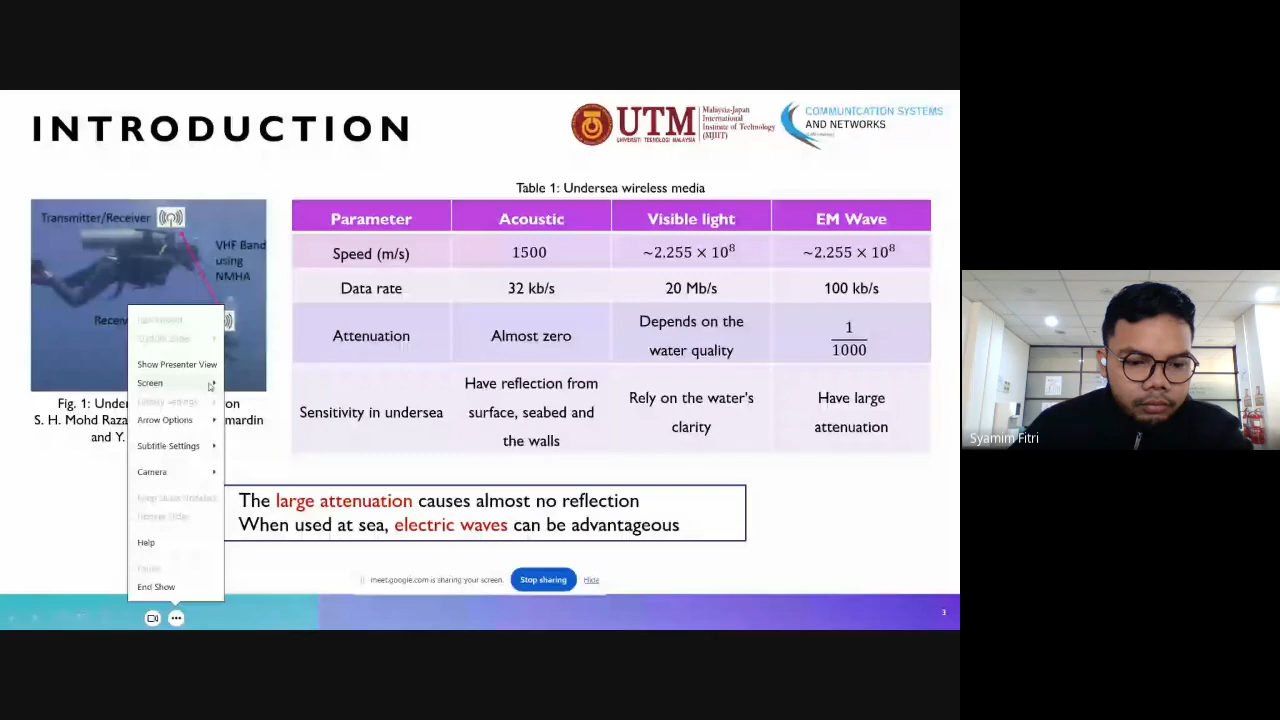 INTRODUCTION
UTM
UNIVERSITI TEKNOLOGI MALAYSIA
Malaysia-Japan
International
Institute of Technology
(MJIIT)
COMMUNICATION SYSTEMS
AND NETWORKS
Table 1: Undersea wireless media
Transmitter/Receiver
VHF Band
using
NMHA
Parameter Acoustic Visible light EM Wave
Speed (m/s) 1500 ~2.255 × 10⁸ ~2.255 × 10⁸
Data rate 32 kb/s 20 Mb/s 100 kb/s
Attenuation Almost zero Depends on the water quality 1/1000
Sensitivity in undersea Have reflection from surface, seabed and the walls Rely on the water's clarity Have large attenuation
Fig. 1:
S. H. Mohd
and Y.
Show Presenter View
Screen
Arrow Options
Subtitle Settings
Camera
Help
End Show
The large attenuation causes almost no reflection
When used at sea, electric waves can be advantageous
meet.google.com is sharing your screen. Stop sharing Hide
3
Syamim Fitri